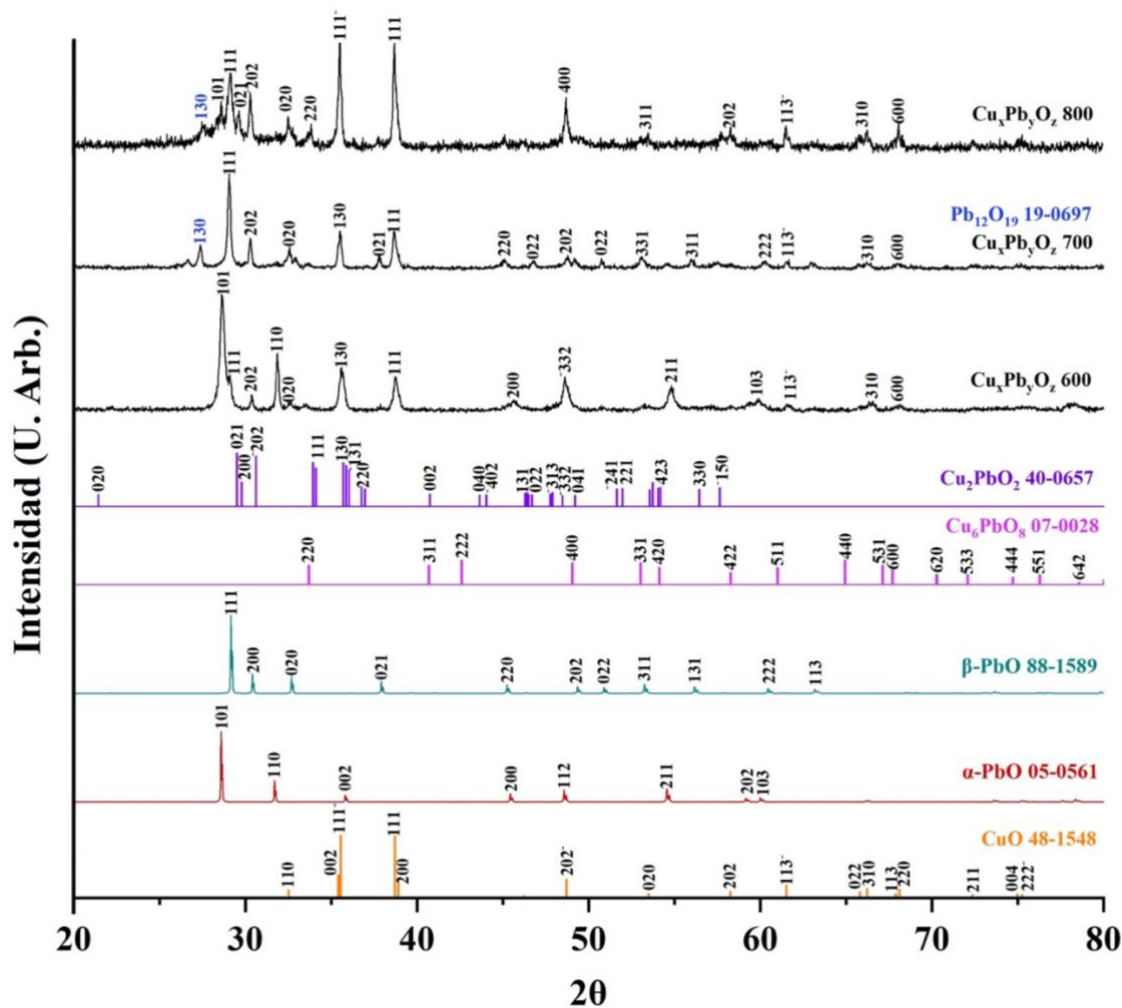 Intensidad (U. Arb.)
130 101 111 021 202 020 220 111⁻ 111 400 311 202 113⁻ 310 600
CuₓPbᵧO_z 800
Pb₁₂O₁₉ 19-0697
130 111 202 020 130 021 111 220 022 202 022 331 311 222 113⁻ 310 600
CuₓPbᵧO_z 700
101 111 202 020 110 130 111 200 332 211 103 113⁻ 310 600
CuₓPbᵧO_z 600
020 021 200 ⁻202 111 130 131 220 002 040 402 131 022 313 332 041 ⁻241 221 423 330 ⁻150
Cu₂PbO₂ 40-0657
Cu₆PbO₈ 07-0028
220 311 222 400 331 420 422 511 440 531 600 620 533 444 551 642
111 200 020 021 220 202 022 311 131 222 113
β-PbO 88-1589
101 110 002 200 112 211 202 103
α-PbO 05-0561
CuO 48-1548
110 002 111⁻ 111 200 202⁻ 020 202 113⁻ 022 310 113 220 211 004 222⁻
20 30 40 50 60 70 80
2θ